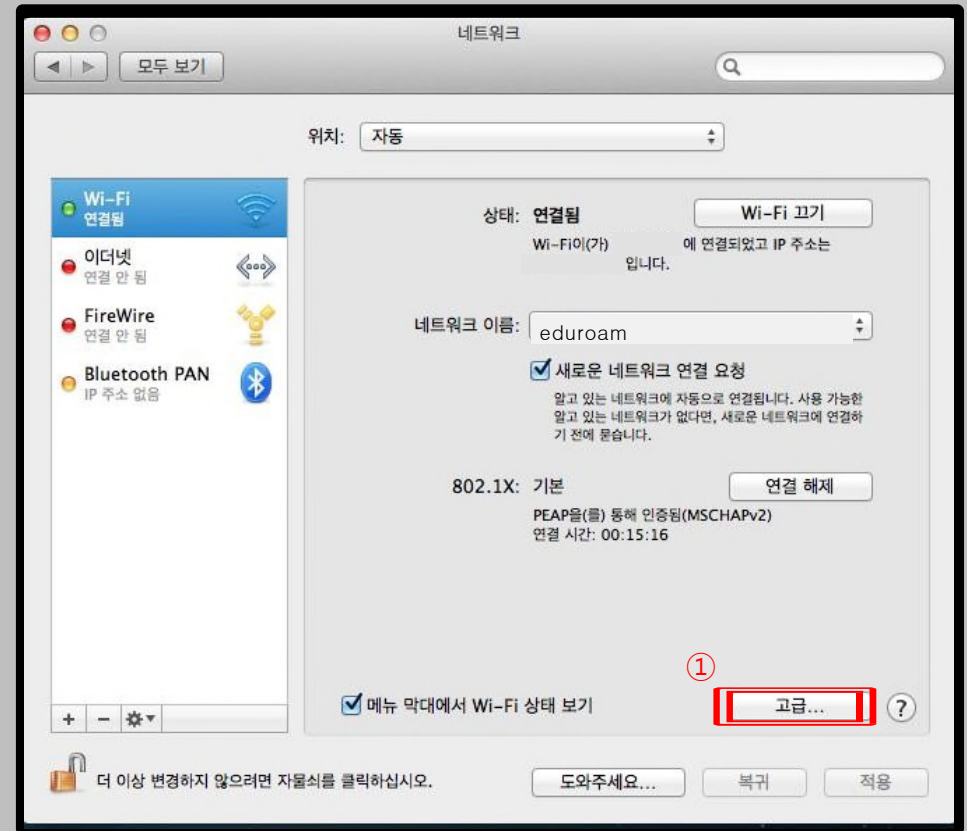 네트워크
모두 보기
위치: 자동
Wi-Fi
연결됨
이더넷
연결 안 됨
FireWire
연결 안 됨
Bluetooth PAN
IP 주소 없음
상태: 연결됨
Wi-Fi 끄기
Wi-Fi이(가) 에 연결되었고 IP 주소는
입니다.
네트워크 이름: eduroam
새로운 네트워크 연결 요청
알고 있는 네트워크에 자동으로 연결됩니다. 사용 가능한
알고 있는 네트워크가 없다면, 새로운 네트워크에 연결하
기 전에 묻습니다.
802.1X: 기본
연결 해제
PEAP을(를) 통해 인증됨(MSCHAPv2)
연결 시간: 00:15:16
①
메뉴 막대에서 Wi-Fi 상태 보기
고급...
?
+ −
더 이상 변경하지 않으려면 자물쇠를 클릭하십시오.
도와주세요...
복귀
적용